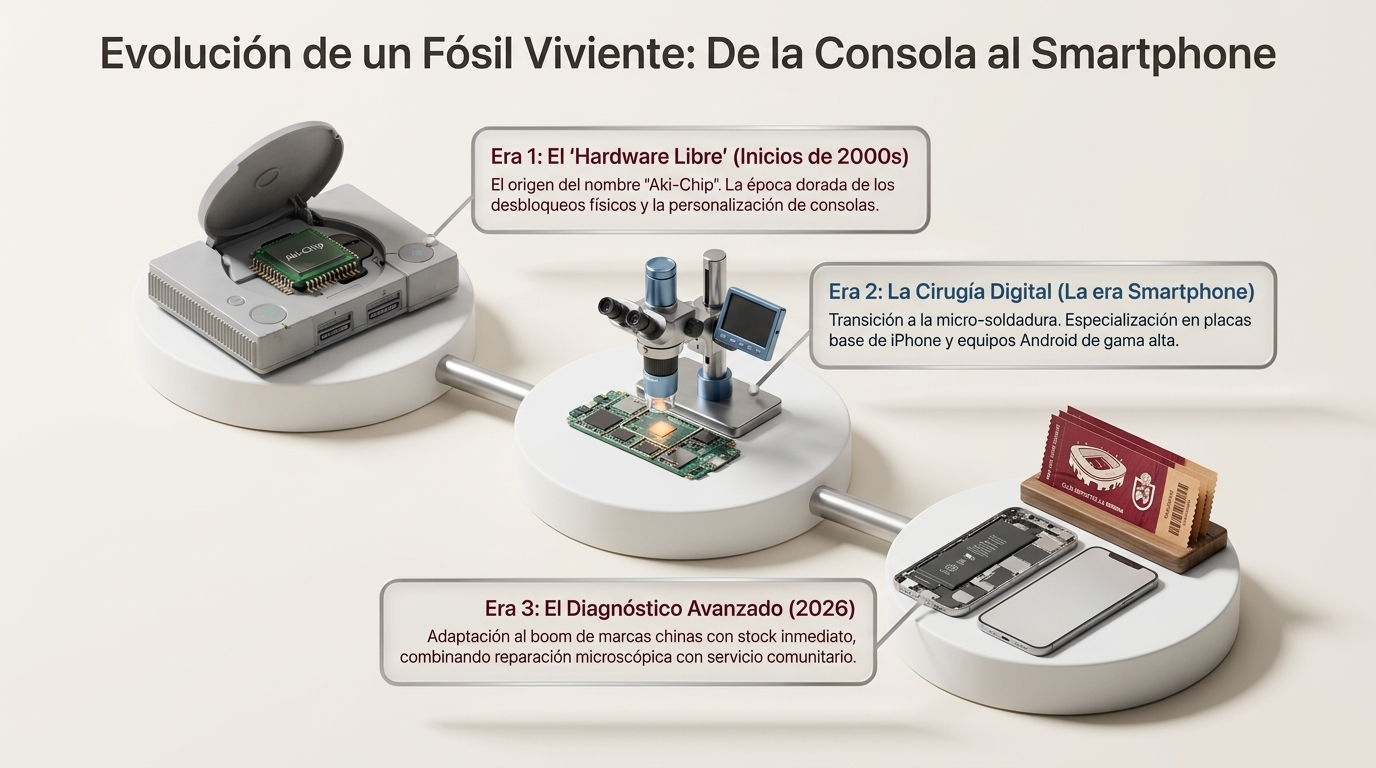 Evolución de un Fósil Viviente: De la Consola al Smartphone
Era 1: El ‘Hardware Libre’ (Inicios de 2000s)
El origen del nombre "Aki-Chip". La época dorada de los
desbloqueos físicos y la personalización de consolas.
Aki-Chip
Era 2: La Cirugía Digital (La era Smartphone)
Transición a la micro-soldadura. Especialización en placas
base de iPhone y equipos Android de gama alta.
Era 3: El Diagnóstico Avanzado (2026)
Adaptación al boom de marcas chinas con stock inmediato,
combinando reparación microscópica con servicio comunitario.